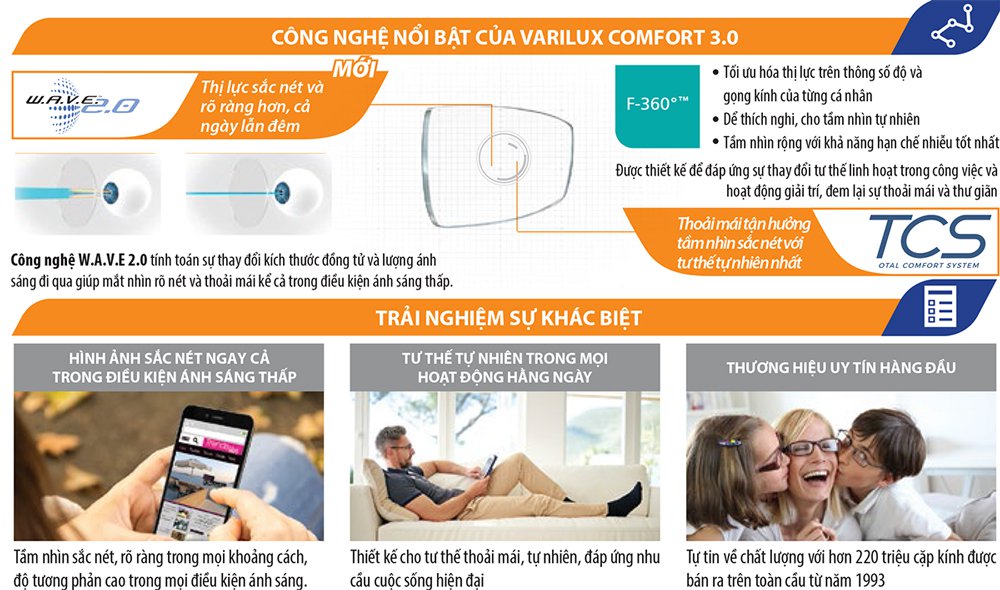 CÔNG NGHỆ NỔI BẬT CỦA VARILUX COMFORT 3.0
W.A.V.E. 2.0
Thị lực sắc nét và
rõ ràng hơn, cả
ngày lẫn đêm
MỚI
F-360°™
• Tối ưu hóa thị lực trên thông số độ và
gọng kính của từng cá nhân
• Dể thích nghi, cho tầm nhìn tự nhiên
• Tầm nhìn rộng với khả năng hạn chế nhiễu tốt nhất
Được thiết kế để đáp ứng sự thay đổi tư thế linh hoạt trong công việc và
hoạt động giải trí, đem lại sự thoải mái và thư giãn
Thoải mái tận hưởng
tầm nhìn sắc nét với
tư thế tự nhiên nhất
TCS
OTAL COMFORT SYSTEM
Công nghệ W.A.V.E 2.0 tính toán sự thay đổi kích thước đồng tử và lượng ánh
sáng đi qua giúp mắt nhìn rõ nét và thoải mái kể cả trong điều kiện ánh sáng thấp.
TRẢI NGHIỆM SỰ KHÁC BIỆT
HÌNH ẢNH SẮC NÉT NGAY CẢ
TRONG ĐIỀU KIỆN ÁNH SÁNG THẤP
Tầm nhìn sắc nét, rõ ràng trong mọi khoảng cách,
độ tương phản cao trong mọi điều kiện ánh sáng.
TƯ THẾ TỰ NHIÊN TRONG MỌI
HOẠT ĐỘNG HẰNG NGÀY
Thiết kế cho tư thế thoải mái, tự nhiên, đáp ứng nhu
cầu cuộc sống hiện đại
THƯƠNG HIỆU UY TÍN HÀNG ĐẦU
Tự tin về chất lượng với hơn 220 triệu cặp kính được
bán ra trên toàn cầu từ năm 1993